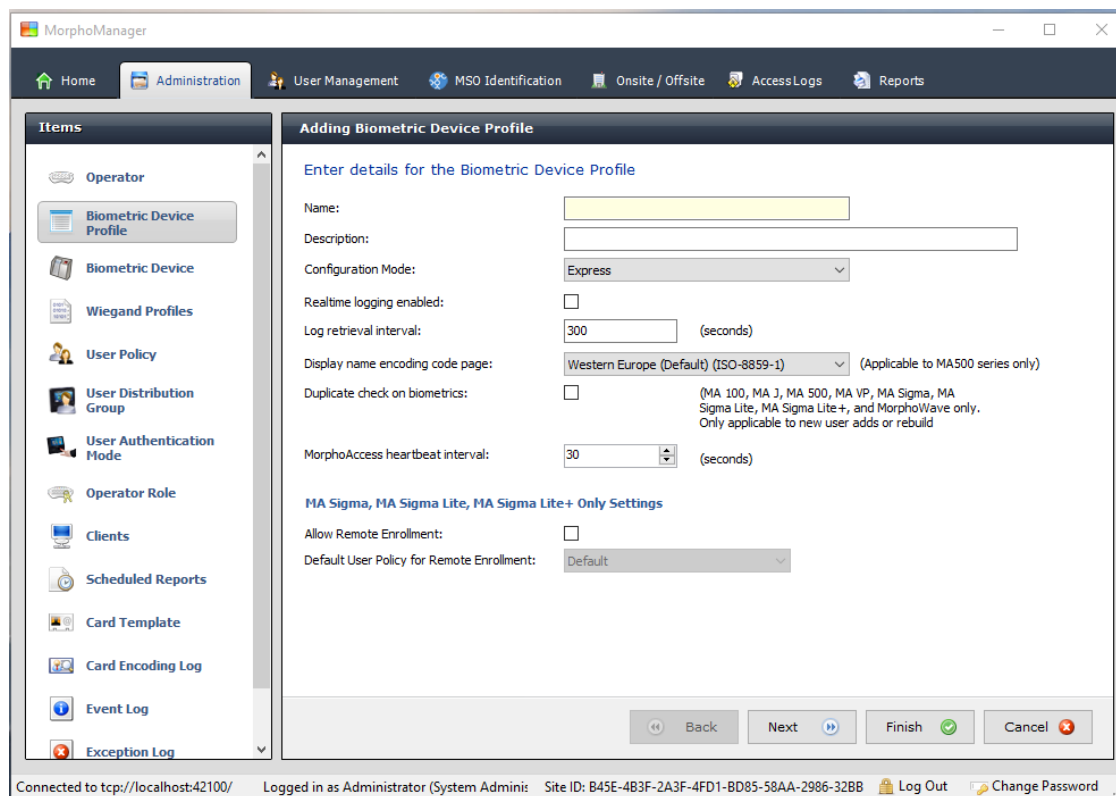 MorphoManager
Home Administration User Management MSO Identification Onsite / Offsite Access Logs Reports
Items
Operator
Biometric Device
Profile
Biometric Device
Wiegand Profiles
User Policy
User Distribution
Group
User Authentication
Mode
Operator Role
Clients
Scheduled Reports
Card Template
Card Encoding Log
Event Log
Exception Log
Adding Biometric Device Profile
Enter details for the Biometric Device Profile
Name:
Description:
Configuration Mode: Express
Realtime logging enabled:
Log retrieval interval: 300 (seconds)
Display name encoding code page: Western Europe (Default) (ISO-8859-1) (Applicable to MA500 series only)
Duplicate check on biometrics: (MA 100, MA J, MA 500, MA VP, MA Sigma, MA
Sigma Lite, MA Sigma Lite+, and MorphoWave only.
Only applicable to new user adds or rebuild
MorphoAccess heartbeat interval: 30 (seconds)
MA Sigma, MA Sigma Lite, MA Sigma Lite+ Only Settings
Allow Remote Enrollment:
Default User Policy for Remote Enrollment: Default
Back Next Finish Cancel
Connected to tcp://localhost:42100/ Logged in as Administrator (System Adminis Site ID: B45E-4B3F-2A3F-4FD1-BD85-58AA-2986-32BB Log Out Change Password